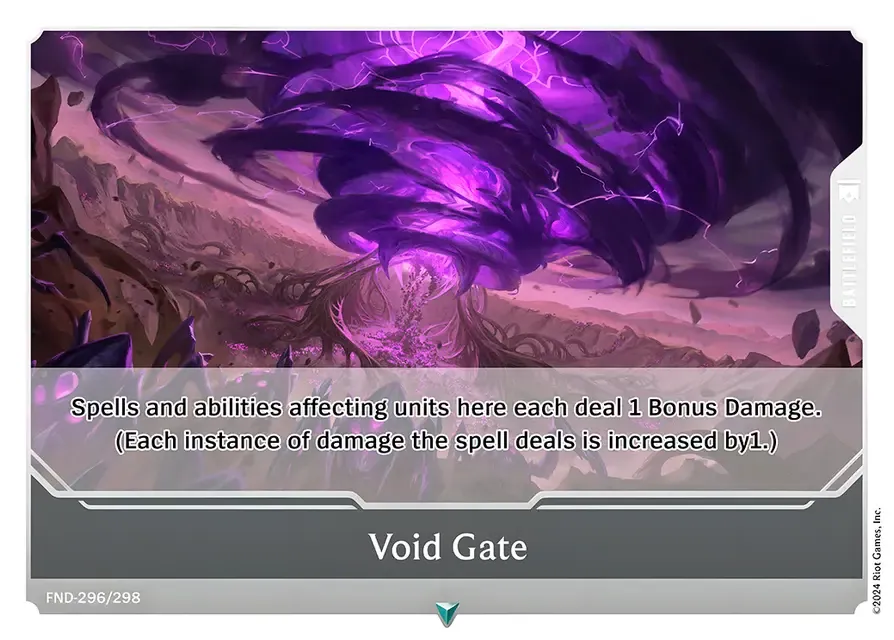 BATTLEFIELD
Spells and abilities affecting units here each deal 1 Bonus Damage.
(Each instance of damage the spell deals is increased by1.)
Void Gate
FND-296/298
©2024 Riot Games, Inc.